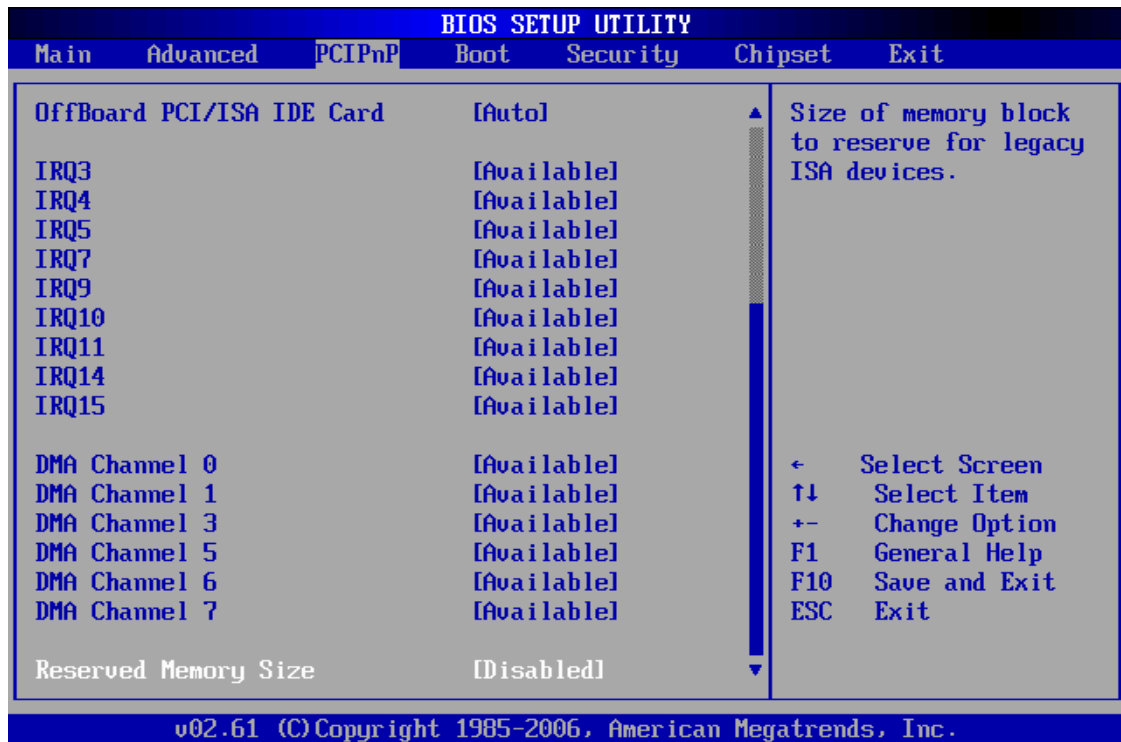 BIOS SETUP UTILITY
Main Advanced PCIPnP Boot Security Chipset Exit
OffBoard PCI/ISA IDE Card [Auto]
IRQ3 [Available]
IRQ4 [Available]
IRQ5 [Available]
IRQ7 [Available]
IRQ9 [Available]
IRQ10 [Available]
IRQ11 [Available]
IRQ14 [Available]
IRQ15 [Available]
DMA Channel 0 [Available]
DMA Channel 1 [Available]
DMA Channel 3 [Available]
DMA Channel 5 [Available]
DMA Channel 6 [Available]
DMA Channel 7 [Available]
Reserved Memory Size [Disabled]
Size of memory block
to reserve for legacy
ISA devices.
← Select Screen
↑↓ Select Item
+- Change Option
F1 General Help
F10 Save and Exit
ESC Exit
v02.61 (C)Copyright 1985-2006, American Megatrends, Inc.